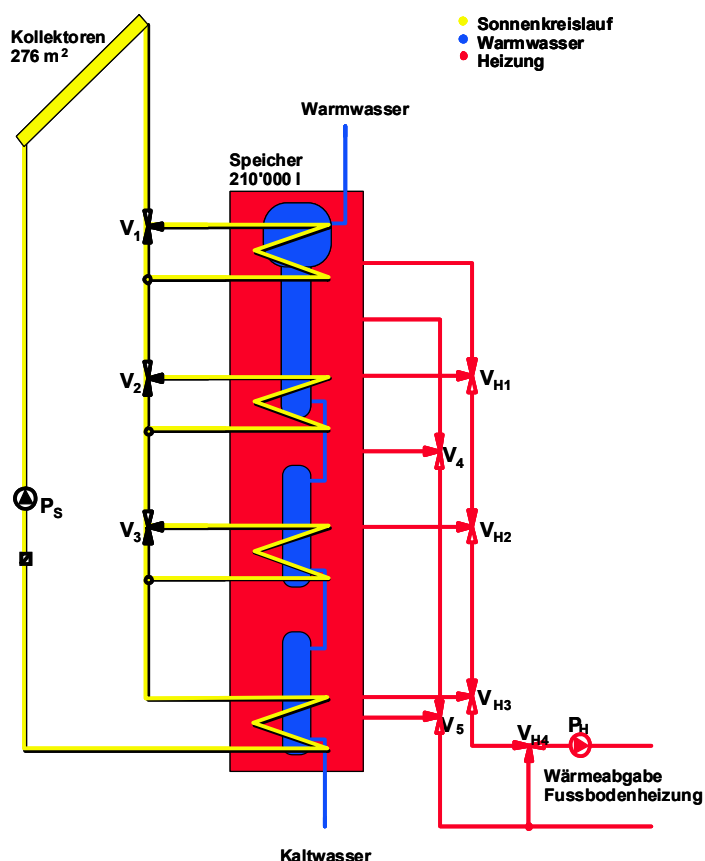 Kollektoren
276 m²
Sonnenkreislauf
Warmwasser
Heizung
Warmwasser
Speicher
210'000 l
V1
V2
VH1
V4
PS
V3
VH2
VH3
V5
VH4
PH
Wärmeabgabe
Fussbodenheizung
Kaltwasser